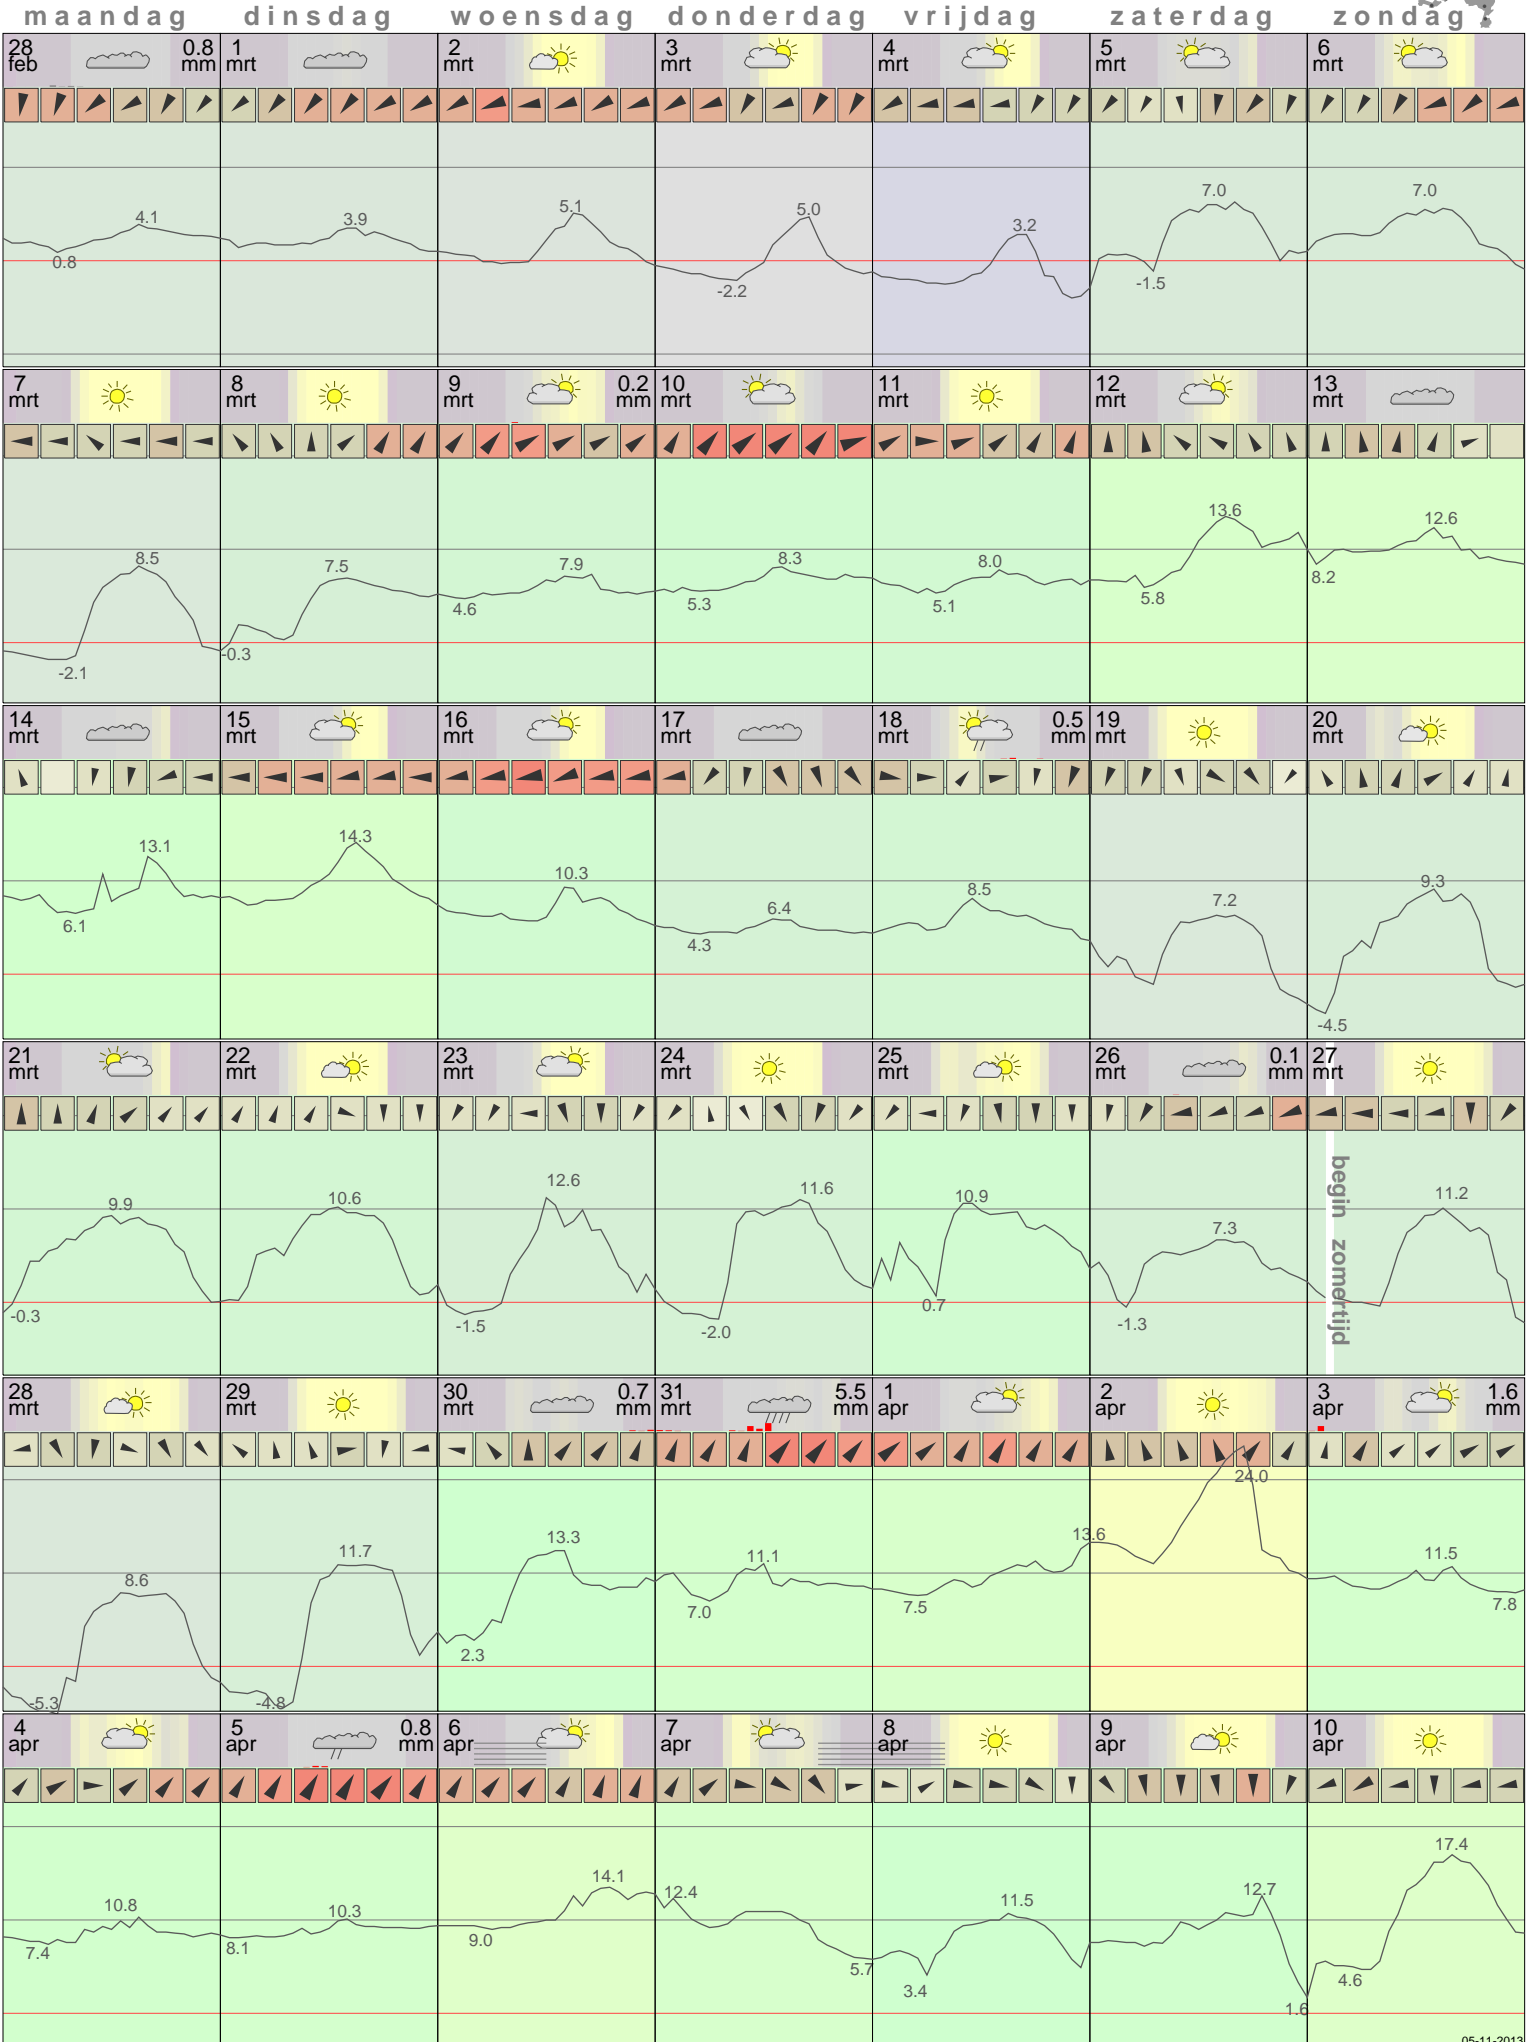 maandag dinsdag woensdag donderdag vrijdag zaterdag zondag
28 0.8 1 2 3 4 5 6
feb mm mrt mrt mrt mrt mrt mrt
4.1 3.9 5.1 5.0 3.2 7.0 7.0
0.8 -2.2 -1.5
7 8 9 0.2 10 11 12 13
mrt mrt mrt mm mrt mrt mrt mrt
8.5 7.5 7.9 8.3 8.0 13.6 12.6
-2.1 -0.3 4.6 5.3 5.1 5.8 8.2
14 15 16 17 18 0.5 19 20
mrt mrt mrt mrt mrt mm mrt mrt
13.1 14.3 10.3 6.4 8.5 7.2 9.3
6.1 4.3 -4.5
21 22 23 24 25 26 0.1 27
mrt mrt mrt mrt mrt mrt mm mrt
9.9 10.6 12.6 11.6 10.9 7.3 11.2
-0.3 -1.5 -2.0 0.7 -1.3
begin zomertijd
28 29 30 0.7 31 5.5 1 2 3 1.6
mrt mrt mrt mm mrt mm apr apr apr mm
8.6 11.7 13.3 11.1 13.6 24.0 11.5
-5.3 -4.8 2.3 7.0 7.5 7.8
4 5 0.8 6 7 8 9 10
apr apr mm apr apr apr apr apr
10.8 10.3 14.1 12.4 11.5 12.7 17.4
7.4 8.1 9.0 5.7 3.4 1.6 4.6
05-11-2013